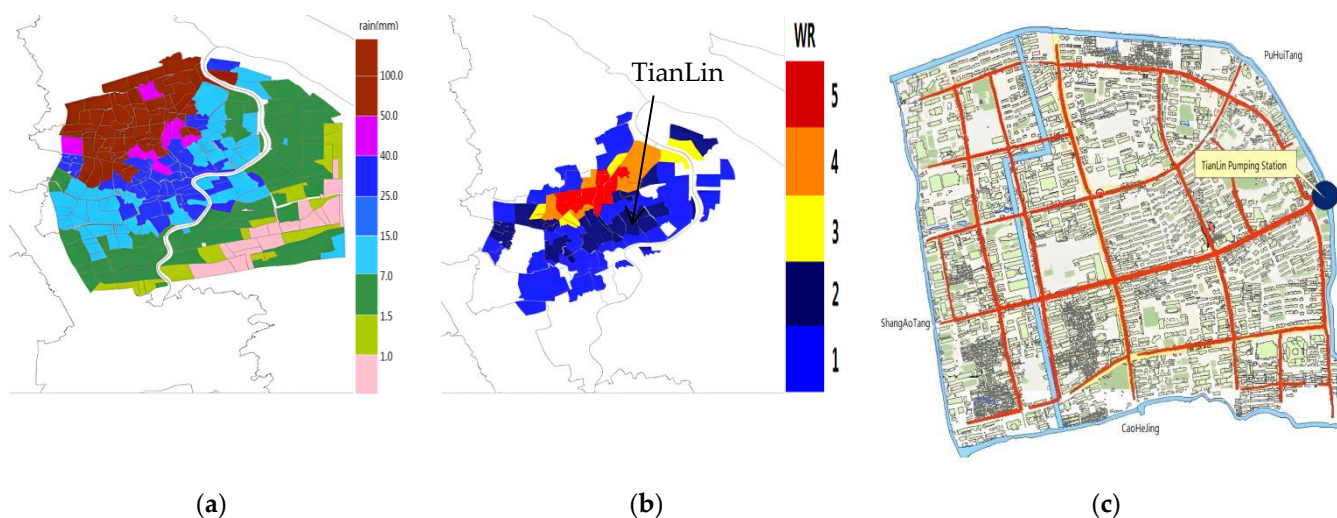 rain(mm)
100.0
50.0
40.0
25.0
15.0
7.0
1.5
1.0
(a)
WR
5
4
3
2
1
TianLin
(b)
PuHuiTang
TianLin Pumping Station
ShangAoTang
CaoHeJing
(c)